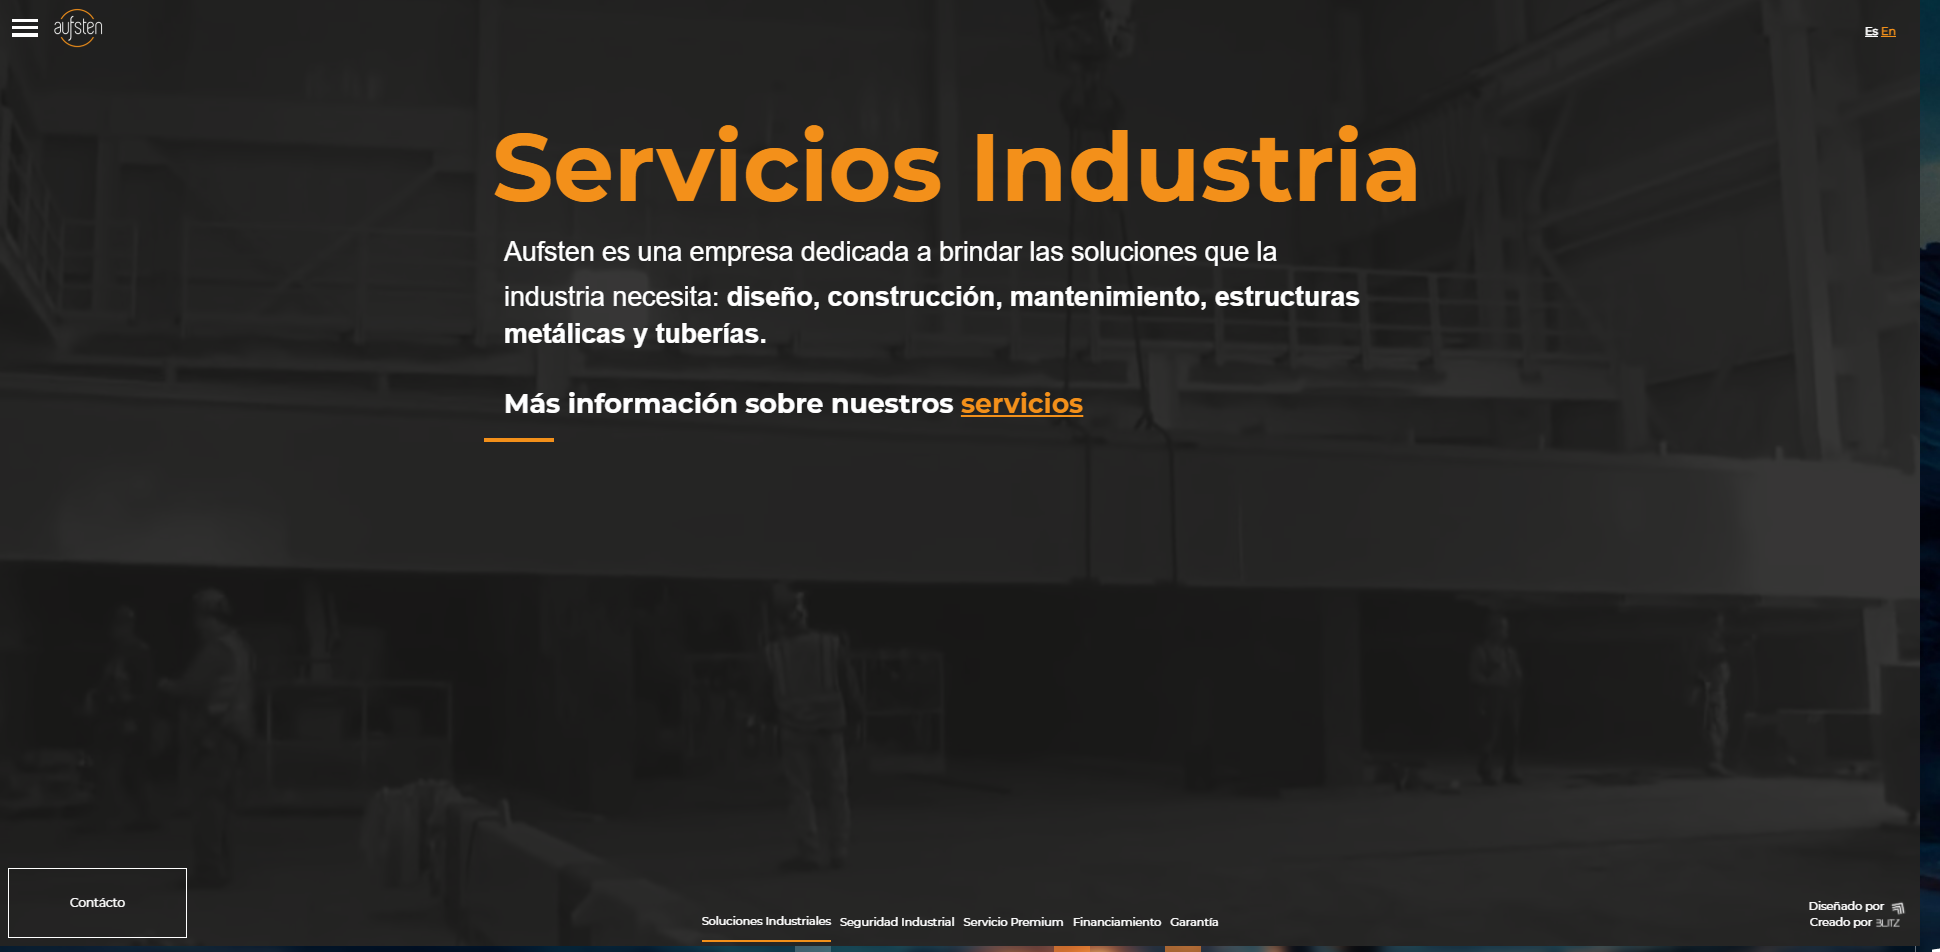 aufsten
Es En
Servicios Industria
Aufsten es una empresa dedicada a brindar las soluciones que la
industria necesita: diseño, construcción, mantenimiento, estructuras
metálicas y tuberías.
Más información sobre nuestros servicios
Contácto
Soluciones Industriales Seguridad Industrial Servicio Premium Financiamiento Garantía
Diseñado por
Creado por BLITZ